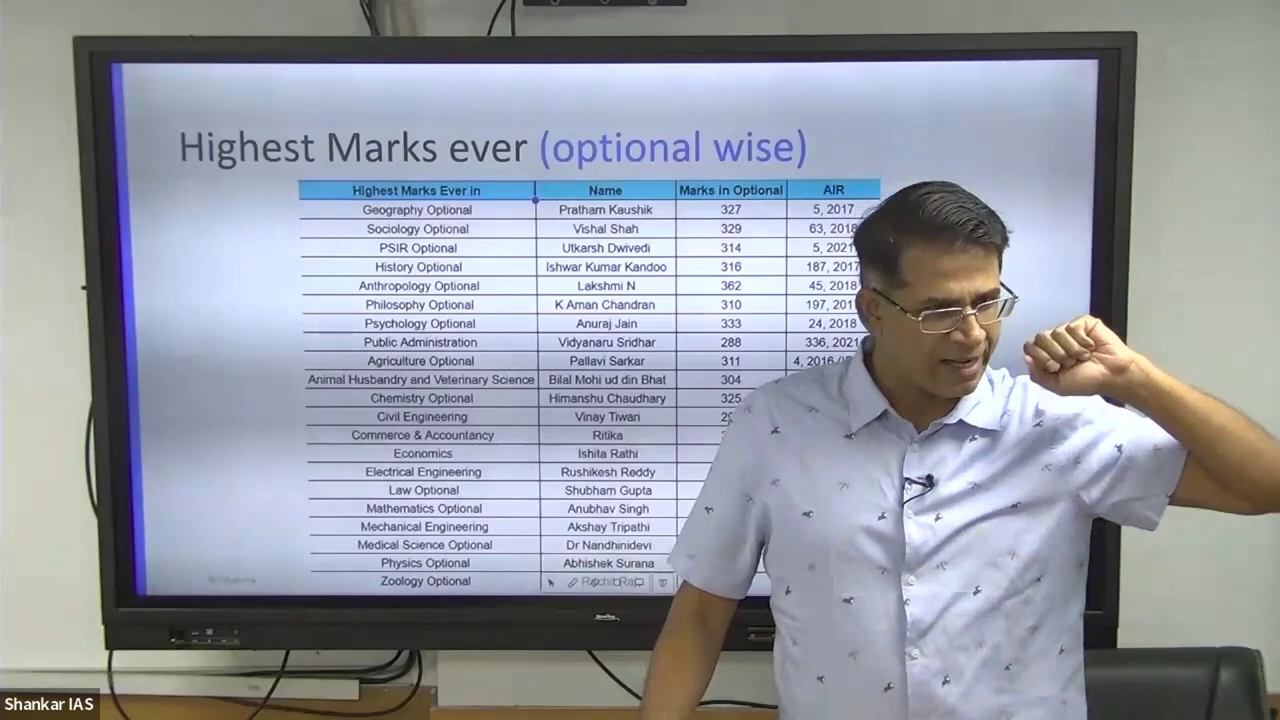 Highest Marks ever (optional wise)
Highest Marks Ever in Name Marks in Optional AIR
Geography Optional Pratham Kaushik 327 5, 2017
Sociology Optional Vishal Shah 329 63, 2018
PSIR Optional Utkarsh Dwivedi 314 5, 2021
History Optional Ishwar Kumar Kandoo 316 187, 2017
Anthropology Optional Lakshmi N 362 45, 2018
Philosophy Optional K Aman Chandran 310 197, 201
Psychology Optional Anuraj Jain 333 24, 2018
Public Administration Vidyanaru Sridhar 288 336, 2021
Agriculture Optional Pallavi Sarkar 311 4, 2016
Animal Husbandry and Veterinary Science Bilal Mohi ud din Bhat 304
Chemistry Optional Himanshu Chaudhary 325
Civil Engineering Vinay Tiwari
Commerce & Accountancy Ritika
Economics Ishita Rathi
Electrical Engineering Rushikesh Reddy
Law Optional Shubham Gupta
Mathematics Optional Anubhav Singh
Mechanical Engineering Akshay Tripathi
Medical Science Optional Dr Nandhinidevi
Physics Optional Abhishek Surana
Zoology Optional
Shankar IAS